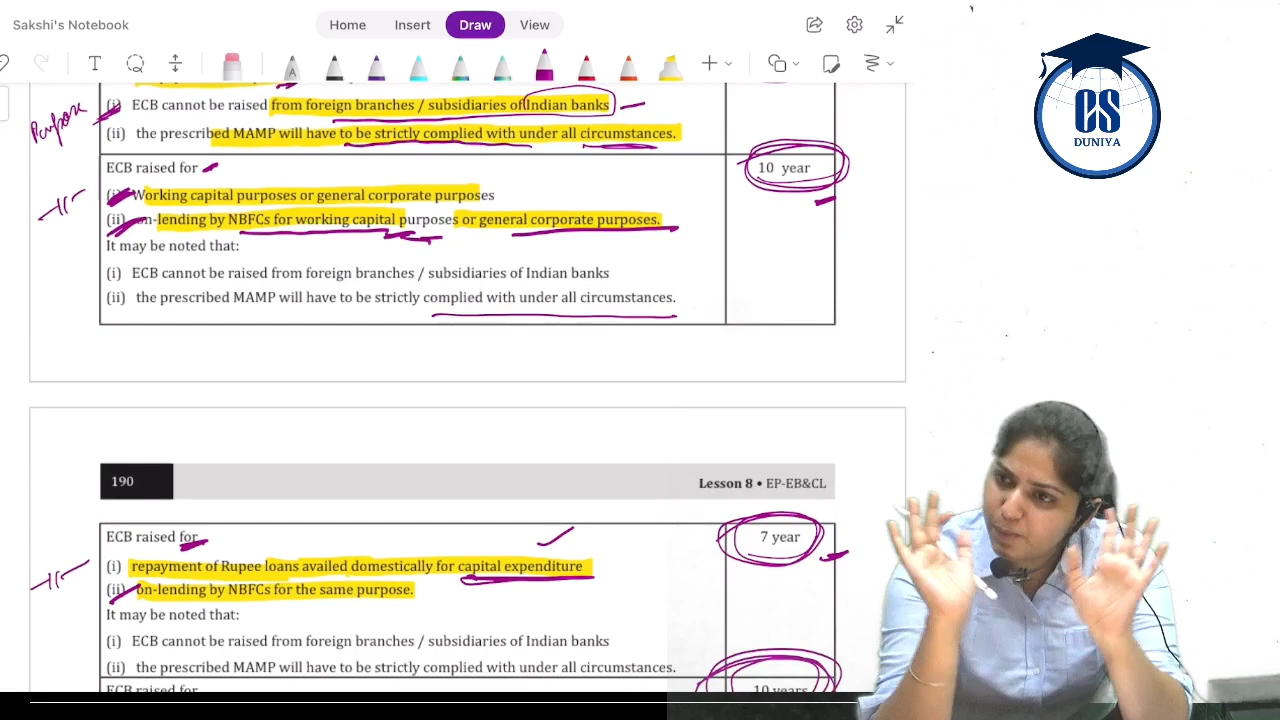 Sakshi's Notebook
Home Insert Draw View
CS
DUNIYA
Purpose
(i) ECB cannot be raised from foreign branches / subsidiaries of Indian banks
(ii) the prescribed MAMP will have to be strictly complied with under all circumstances.
ECB raised for
10 year
(i) Working capital purposes or general corporate purposes
(ii) on-lending by NBFCs for working capital purposes or general corporate purposes.
It may be noted that:
(i) ECB cannot be raised from foreign branches / subsidiaries of Indian banks
(ii) the prescribed MAMP will have to be strictly complied with under all circumstances.
190
Lesson 8 • EP-EB&CL
ECB raised for
7 year
(i) repayment of Rupee loans availed domestically for capital expenditure
(ii) on-lending by NBFCs for the same purpose.
It may be noted that:
(i) ECB cannot be raised from foreign branches / subsidiaries of Indian banks
(ii) the prescribed MAMP will have to be strictly complied with under all circumstances.
ECB raised for
10 years